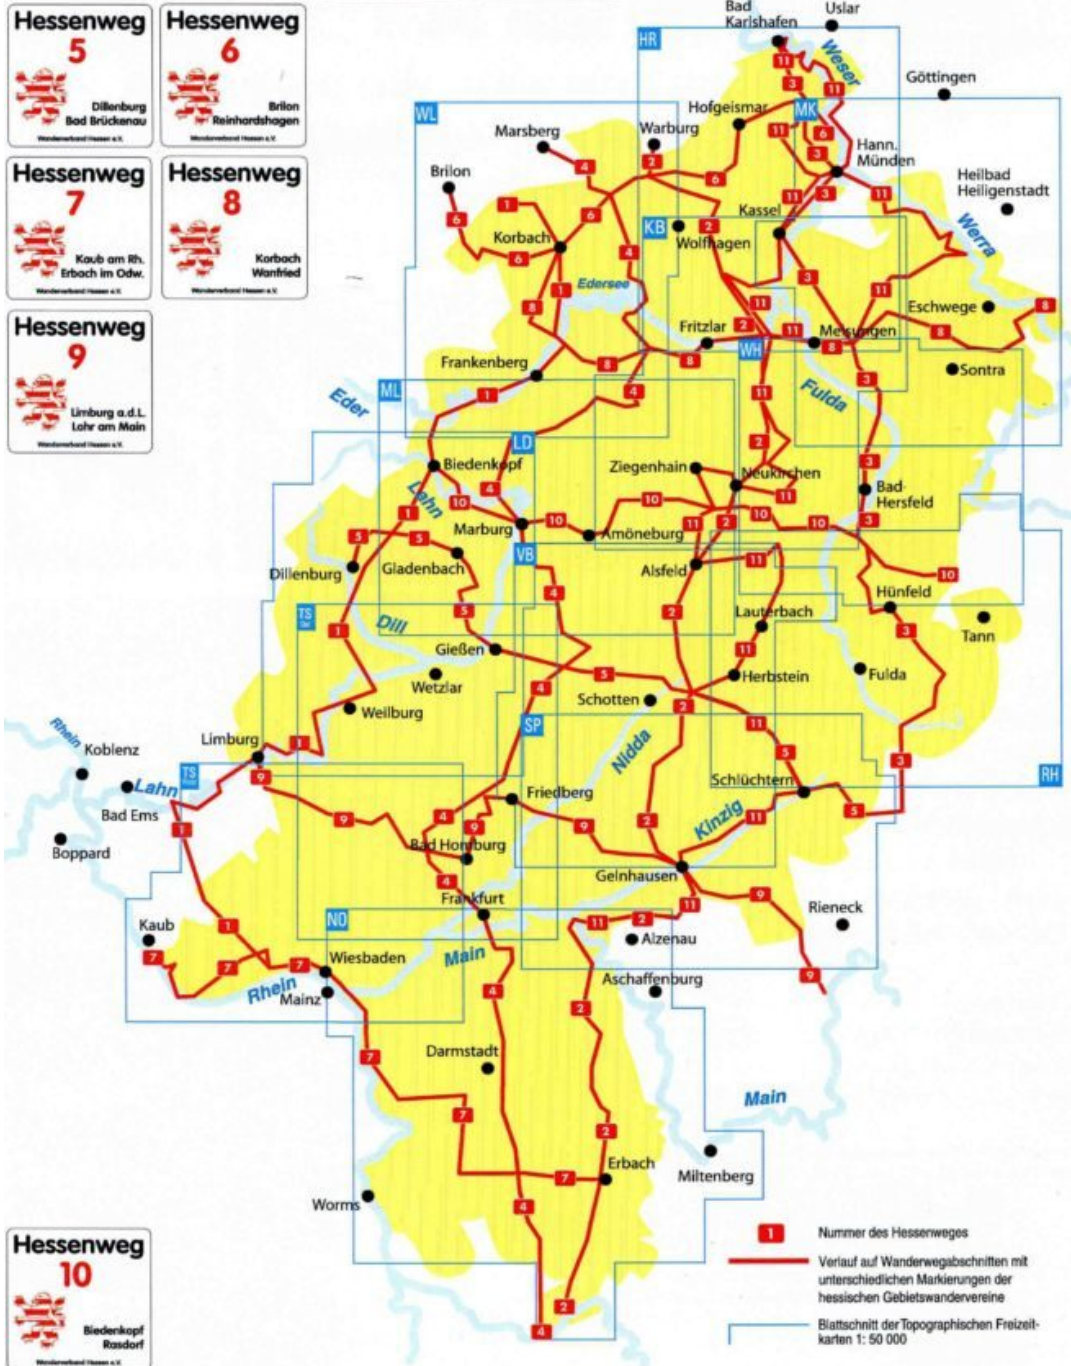 Hessenweg
5
Dillenburg
Bad Brückenau
Wanderverband Hessen e.V.
Hessenweg
6
Brilon
Reinhardshagen
Wanderverband Hessen e.V.
Hessenweg
7
Kaub am Rh.
Erbach im Odw.
Wanderverband Hessen e.V.
Hessenweg
8
Korbach
Wanfried
Wanderverband Hessen e.V.
Hessenweg
9
Limburg a.d.L.
Lohr am Main
Wanderverband Hessen e.V.
Bad
Karlshafen
Uslar
HR
Weser
Göttingen
WL
Hofgeismar
MK
Marsberg
Warburg
Hann.
Münden
Brilon
Heilbad
Heiligenstadt
Kassel
KB
Wolfhagen
Werra
Korbach
Edersee
Eschwege
Fritzlar
Melsungen
WH
Frankenberg
Sontra
ML
Eder
Fulda
LD
Biedenkopf
Ziegenhain
Neukirchen
Lahn
Bad-
Hersfeld
Marburg
Amöneburg
VB
Dillenburg
Gladenbach
Alsfeld
Hünfeld
TS
Dill
Lauterbach
Tann
Gießen
Wetzlar
Herbstein
Fulda
Schotten
Weilburg
SP
Rhein
Koblenz
Limburg
Nidda
TS
Lahn
Schlüchtern
RH
Bad Ems
Friedberg
Kinzig
Boppard
Bad Homburg
Gelnhausen
Frankfurt
Rieneck
NO
Kaub
Alzenau
Main
Wiesbaden
Rhein
Mainz
Aschaffenburg
Darmstadt
Main
Erbach
Miltenberg
Worms
Hessenweg
10
Biedenkopf
Rasdorf
Wanderverband Hessen e.V.
1 Nummer des Hessenweges
Verlauf auf Wanderwegabschnitten mit
unterschiedlichen Markierungen der
hessischen Gebietswandervereine
Blattschnitt der Topographischen Freizeit-
karten 1: 50 000